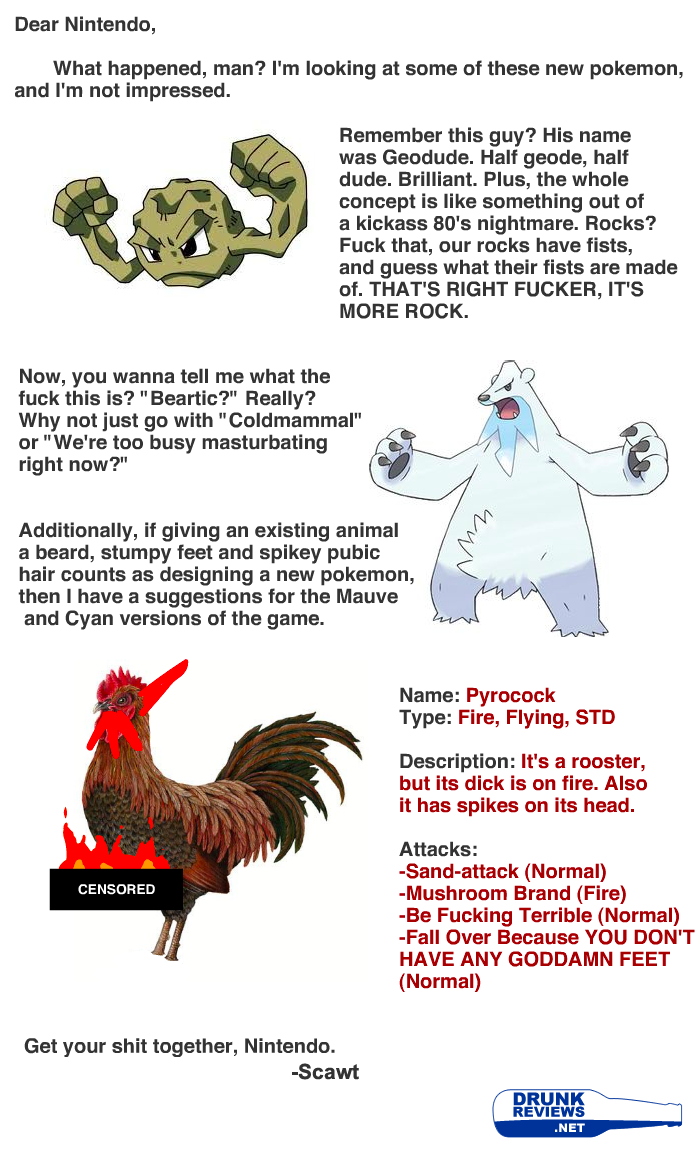 Dear Nintendo,
What happened, man? I'm looking at some of these new pokemon,
and I'm not impressed.
Remember this guy? His name
was Geodude. Half geode, half
dude. Brilliant. Plus, the whole
concept is like something out of
a kickass 80's nightmare. Rocks?
Fuck that, our rocks have fists,
and guess what their fists are made
of. THAT'S RIGHT FUCKER, IT'S
MORE ROCK.
Now, you wanna tell me what the
fuck this is? "Beartic?" Really?
Why not just go with "Coldmammal"
or "We're too busy masturbating
right now?"
Additionally, if giving an existing animal
a beard, stumpy feet and spikey pubic
hair counts as designing a new pokemon,
then I have a suggestions for the Mauve
and Cyan versions of the game.
Name: Pyrocock
Type: Fire, Flying, STD
Description: It's a rooster,
but its dick is on fire. Also
it has spikes on its head.
Attacks:
-Sand-attack (Normal)
-Mushroom Brand (Fire)
-Be Fucking Terrible (Normal)
-Fall Over Because YOU DON'T
HAVE ANY GODDAMN FEET
(Normal)
CENSORED
Get your shit together, Nintendo.
-Scawt
DRUNK
REVIEWS
.NET